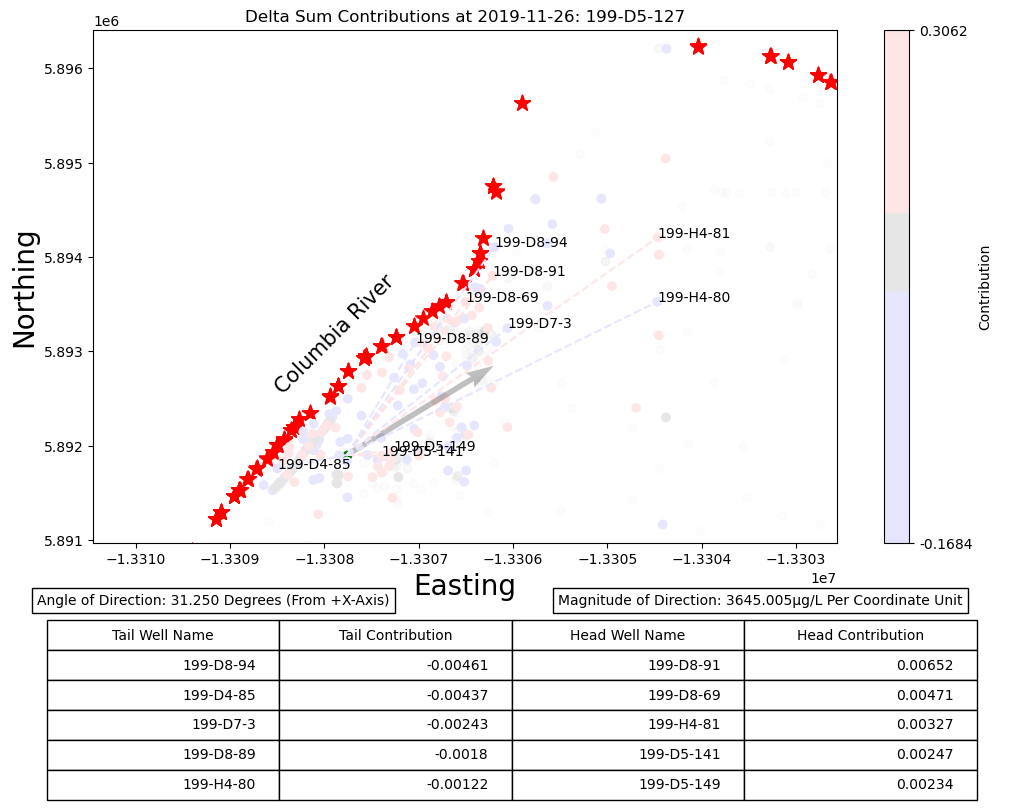 Delta Sum Contributions at 2019-11-26: 199-D5-127
1e6
0.3062
5.896
5.895
5.894
5.893
5.892
5.891
Northing
Columbia River
199-H4-81
199-D8-94
199-D8-91
199-D8-69
199-H4-80
199-D7-3
199-D8-89
199-D5-149
199-D5-141
199-D4-85
Contribution
-0.1684
−1.3310 −1.3309 −1.3308 −1.3307 −1.3306 −1.3305 −1.3304 −1.3303
1e7
Easting
Angle of Direction: 31.250 Degrees (From +X-Axis)
Magnitude of Direction: 3645.005μg/L Per Coordinate Unit
Tail Well Name Tail Contribution Head Well Name Head Contribution
199-D8-94 -0.00461 199-D8-91 0.00652
199-D4-85 -0.00437 199-D8-69 0.00471
199-D7-3 -0.00243 199-H4-81 0.00327
199-D8-89 -0.0018 199-D5-141 0.00247
199-H4-80 -0.00122 199-D5-149 0.00234